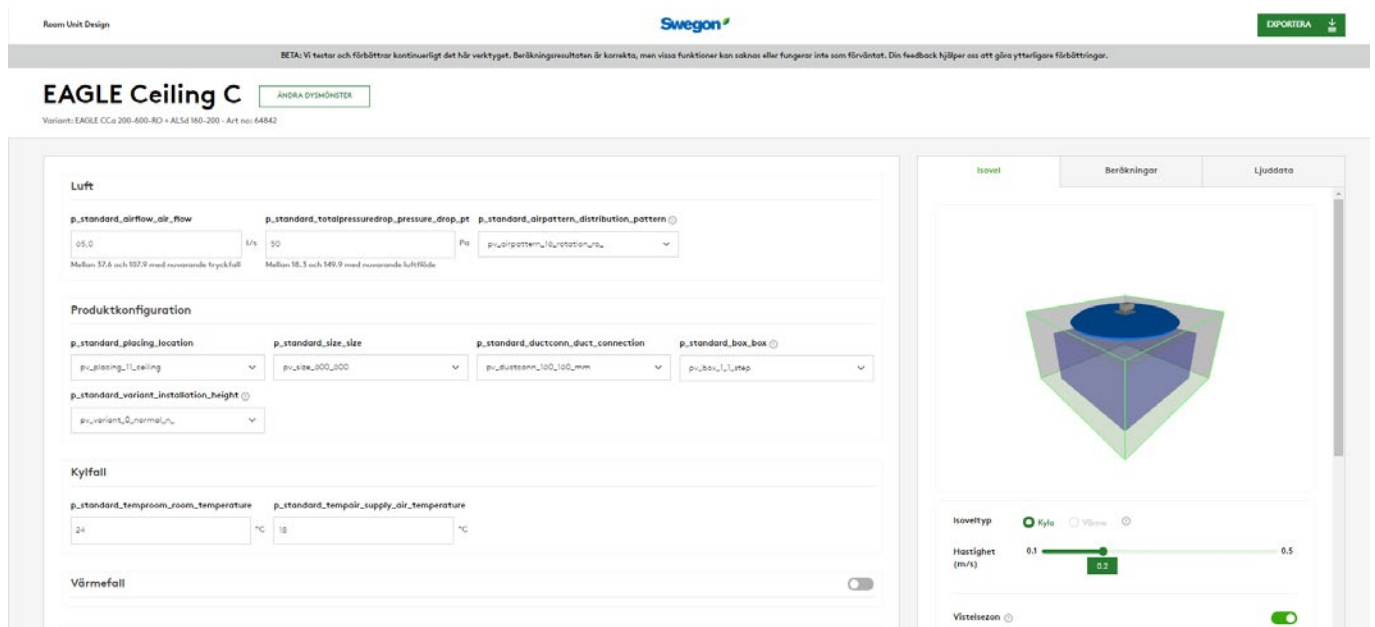 Room Unit Design
Swegon
EXPORTERA
BETA: Vi testar och förbättrar kontinuerligt det här verktyget. Beräkningsresultaten är korrekta, men vissa funktioner kan saknas eller fungerar inte som förväntat. Din feedback hjälper oss att göra ytterligare förbättringar.
EAGLE Ceiling C
ÄNDRA DYSMÖNSTER
Variant: EAGLE CCa 200-600-RO + ALSd 160-200 - Art no: 64842
Luft
p_standard_airflow_air_flow p_standard_totalpressuredrop_pressure_drop_pt p_standard_airpattern_distribution_pattern
65,0 l/s 50 Pa pv_airpattern_16_rotation_ro_
Mellan 37.6 och 107.9 med nuvarande tryckfall Mellan 18.3 och 149.9 med nuvarande luftflöde
Produktkonfiguration
p_standard_placing_location p_standard_size_size p_standard_ductconn_duct_connection p_standard_box_box
pv_placing_11_ceiling pv_size_600_600 pv_ductconn_160_160_mm pv_box_1_1_step
p_standard_variant_installation_height
pv_variant_0_normal_n_
Kylfall
p_standard_temproom_room_temperature p_standard_tempair_supply_air_temperature
24 °C 18 °C
Värmefall
Isovel Beräkningar Ljuddata
Isoveltyp Kyla Värme
Hastighet (m/s) 0.1 0.5
0.2
Vistelsezon